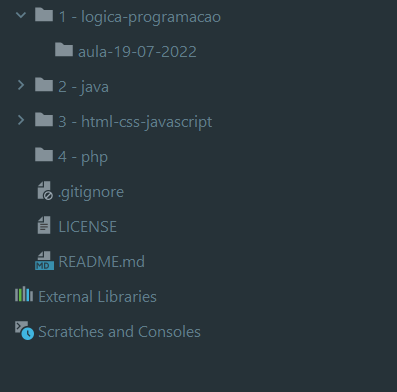 1 - logica-programacao
aula-19-07-2022
2 - java
3 - html-css-javascript
4 - php
.gitignore
LICENSE
MD README.md
External Libraries
Scratches and Consoles